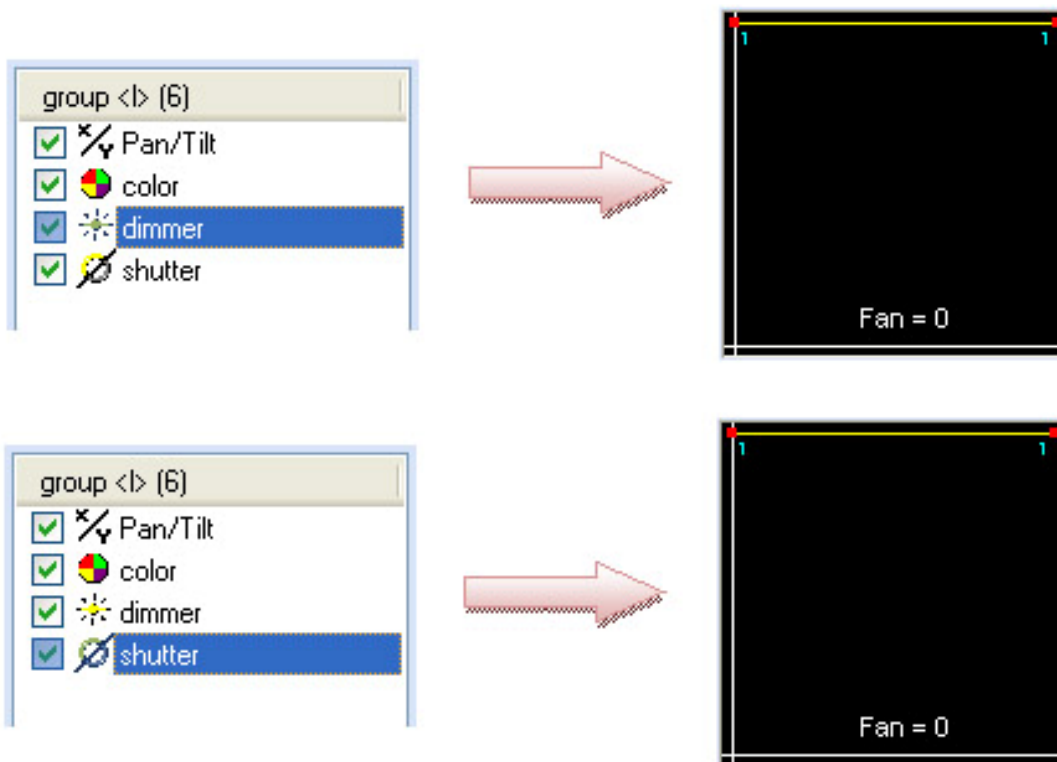 group <I> (6)
Pan/Tilt
color
dimmer
shutter
1 1
Fan = 0
group <I> (6)
Pan/Tilt
color
dimmer
shutter
1 1
Fan = 0